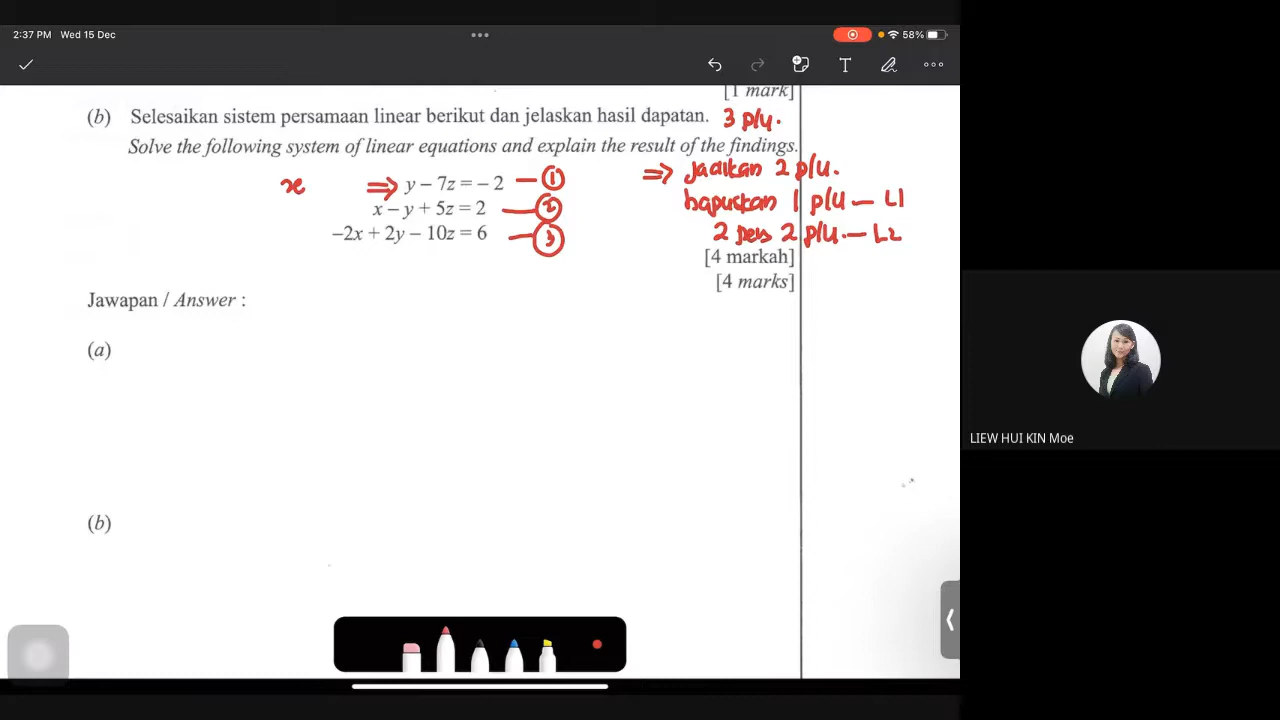 2:37 PM Wed 15 Dec
58%
[1 mark]
(b) Selesaikan sistem persamaan linear berikut dan jelaskan hasil dapatan. 3 p/u.
Solve the following system of linear equations and explain the result of the findings.
⇒ jadikan 2 p/u.
x ⇒ y – 7z = – 2 — ①
hapuskan 1 p/u — L1
x – y + 5z = 2 — ②
–2x + 2y – 10z = 6 — ③
2 pers 2 p/u. — L2
[4 markah]
[4 marks]
Jawapan / Answer :
(a)
(b)
LIEW HUI KIN Moe